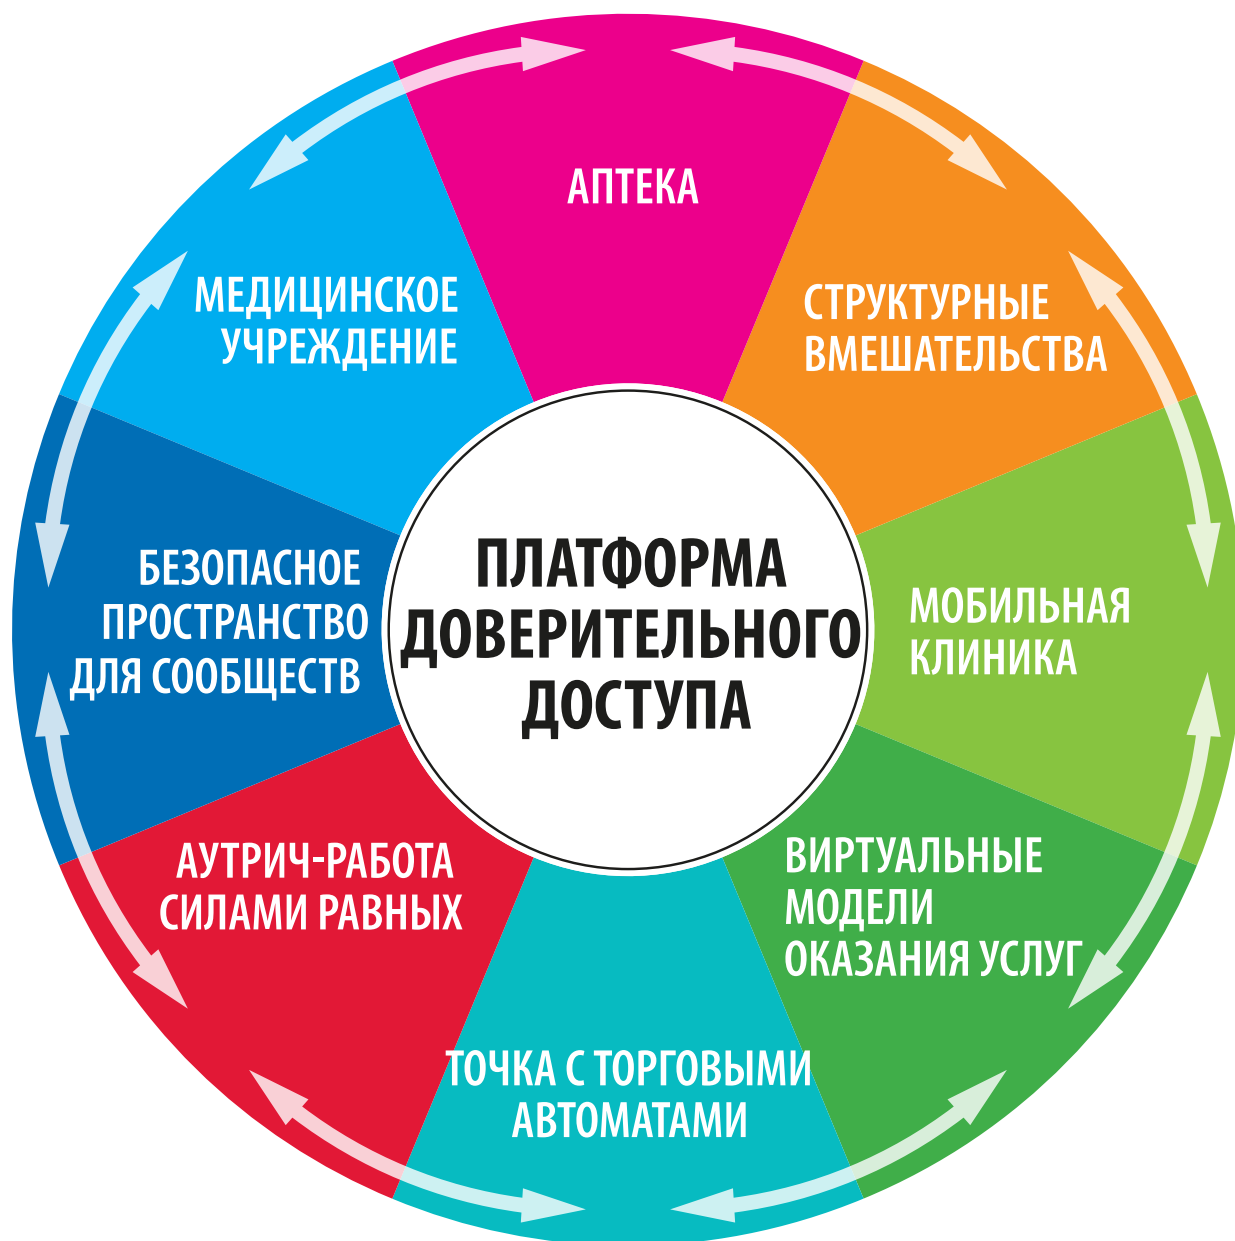 АПТЕКА
СТРУКТУРНЫЕ
ВМЕШАТЕЛЬСТВА
МОБИЛЬНАЯ
КЛИНИКА
ВИРТУАЛЬНЫЕ
МОДЕЛИ
ОКАЗАНИЯ УСЛУГ
ТОЧКА С ТОРГОВЫМИ
АВТОМАТАМИ
АУТРИЧ-РАБОТА
СИЛАМИ РАВНЫХ
БЕЗОПАСНОЕ
ПРОСТРАНСТВО
ДЛЯ СООБЩЕСТВ
МЕДИЦИНСКОЕ
УЧРЕЖДЕНИЕ
ПЛАТФОРМА
ДОВЕРИТЕЛЬНОГО
ДОСТУПА